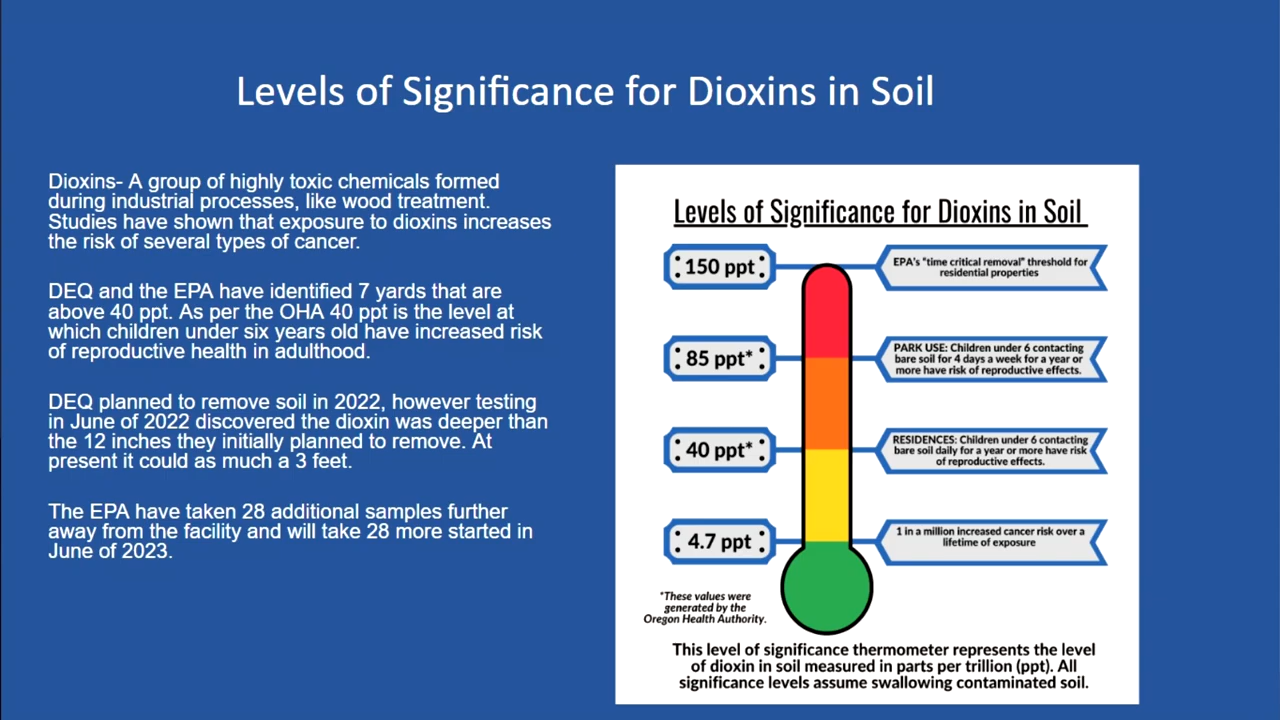 Levels of Significance for Dioxins in Soil
Dioxins- A group of highly toxic chemicals formed
during industrial processes, like wood treatment.
Studies have shown that exposure to dioxins increases
the risk of several types of cancer.
DEQ and the EPA have identified 7 yards that are
above 40 ppt. As per the OHA 40 ppt is the level at
which children under six years old have increased risk
of reproductive health in adulthood.
DEQ planned to remove soil in 2022, however testing
in June of 2022 discovered the dioxin was deeper than
the 12 inches they initially planned to remove. At
present it could as much a 3 feet.
The EPA have taken 28 additional samples further
away from the facility and will take 28 more started in
June of 2023.
Levels of Significance for Dioxins in Soil
150 ppt
EPA's "time critical removal" threshold for
residential properties
85 ppt*
PARK USE: Children under 6 contacting
bare soil for 4 days a week for a year or
more have risk of reproductive effects.
40 ppt*
RESIDENCES: Children under 6 contacting
bare soil daily for a year or more have risk
of reproductive effects.
4.7 ppt
1 in a million increased cancer risk over a
lifetime of exposure
*These values were
generated by the
Oregon Health Authority.
This level of significance thermometer represents the level
of dioxin in soil measured in parts per trillion (ppt). All
significance levels assume swallowing contaminated soil.